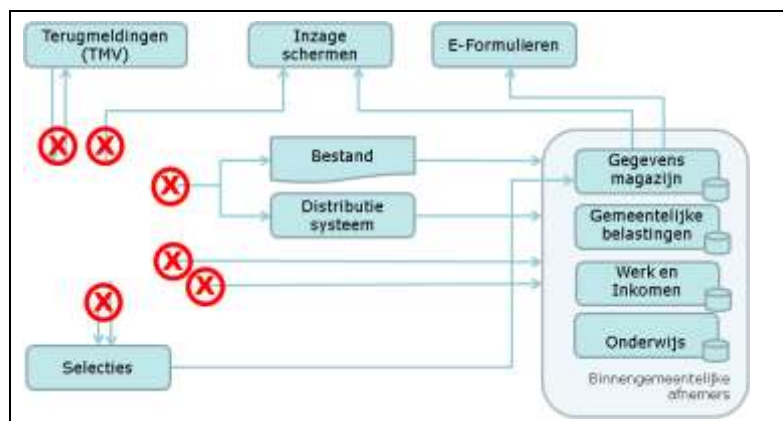 Terugmeldingen
(TMV)
Inzage
schermen
E-Formulieren
X
X
Bestand
Gegevens
magazijn
X
Distributie
systeem
Gemeentelijke
belastingen
X
X
Werk en
Inkomen
X
Selecties
Onderwijs
Binnengemeentelijke
afnemers